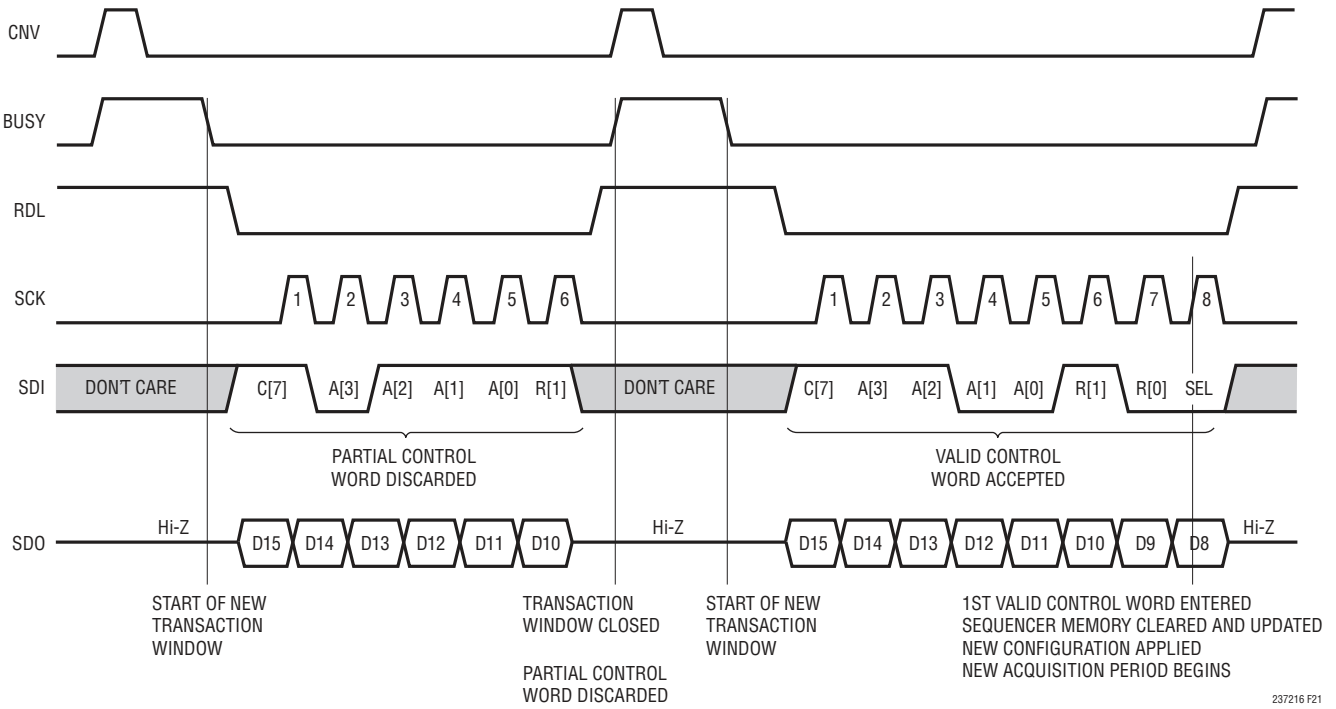 CNV
BUSY
RDL
SCK
1 2 3 4 5 6 1 2 3 4 5 6 7 8
SDI
DON'T CARE C[7] A[3] A[2] A[1] A[0] R[1] DON'T CARE C[7] A[3] A[2] A[1] A[0] R[1] R[0] SEL
PARTIAL CONTROL
WORD DISCARDED
VALID CONTROL
WORD ACCEPTED
SDO
Hi-Z D15 D14 D13 D12 D11 D10 Hi-Z D15 D14 D13 D12 D11 D10 D9 D8 Hi-Z
START OF NEW
TRANSACTION
WINDOW
TRANSACTION
WINDOW CLOSED
PARTIAL CONTROL
WORD DISCARDED
START OF NEW
TRANSACTION
WINDOW
1ST VALID CONTROL WORD ENTERED
SEQUENCER MEMORY CLEARED AND UPDATED
NEW CONFIGURATION APPLIED
NEW ACQUISITION PERIOD BEGINS
237216 F21